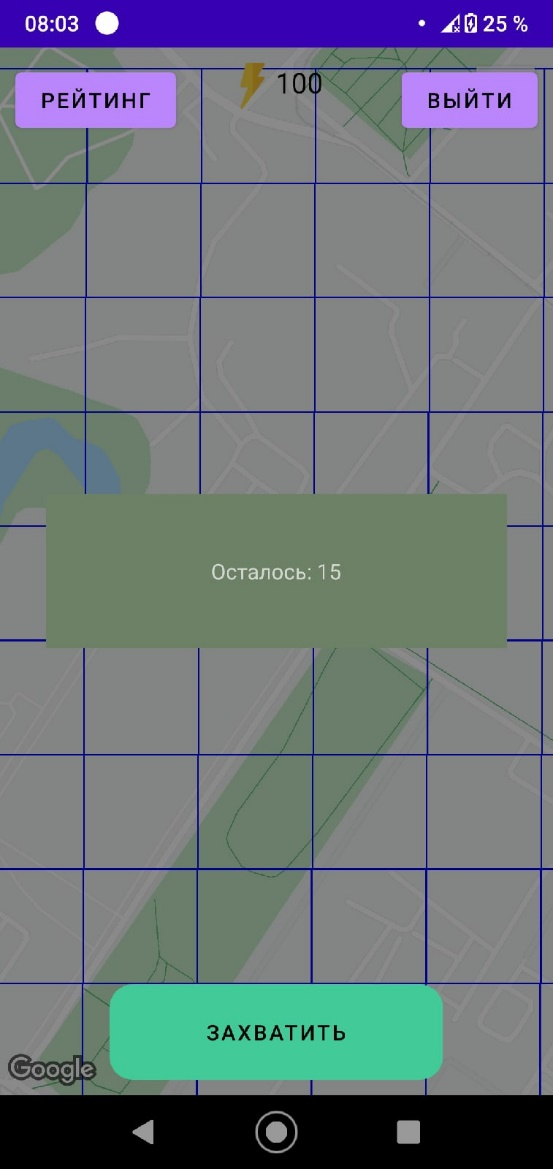 08:03
25 %
РЕЙТИНГ
100
ВЫЙТИ
Осталось: 15
ЗАХВАТИТЬ
Google